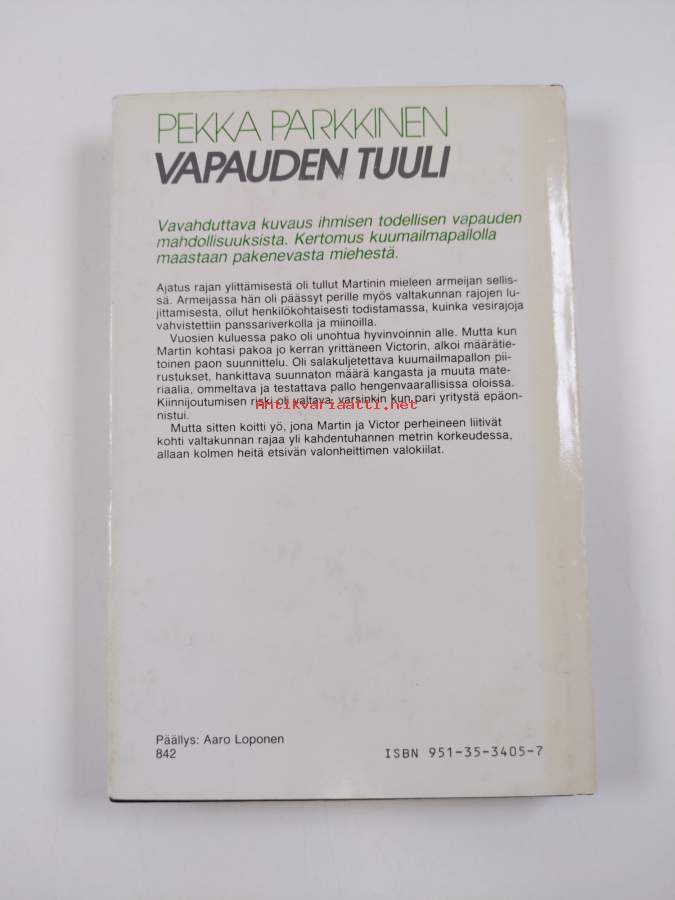 PEKKA PARKKINEN
VAPAUDEN TUULI
Vavahduttava kuvaus ihmisen todellisen vapauden
mahdollisuuksista. Kertomus kuumailmapallolla
maastaan pakenevasta miehestä.
Ajatus rajan ylittämisestä oli tullut Martinin mieleen armeijan sellis-
sä. Armeijassa hän oli päässyt perille myös valtakunnan rajojen lu-
jittamisesta, ollut henkilökohtaisesti todistamassa, kuinka vesirajoja
vahvistettiin panssariverkolla ja miinoilla.
Vuosien kuluessa pako oli unohtua hyvinvoinnin alle. Mutta kun
Martin kohtasi pakoa jo kerran yrittäneen Victorin, alkoi määrätie-
toinen paon suunnittelu. Oli salakuljetettava kuumailmapallon pii-
rustukset, hankittava suunnaton määrä kangasta ja muuta mate-
riaalia, ommeltava ja testattava pallo hengenvaarallisissa oloissa.
Kiinnijoutumisen riski oli valtava, varsinkin kun pari yritystä epäon-
nistui.
Antikvariaatti.net
Mutta sitten koitti yö, jona Martin ja Victor perheineen liitivät
kohti valtakunnan rajaa yli kahdentuhannen metrin korkeudessa,
allaan kolmen heitä etsivän valonheittimen valokiilat.
Päällys: Aaro Loponen
842
ISBN 951-35-3405-7